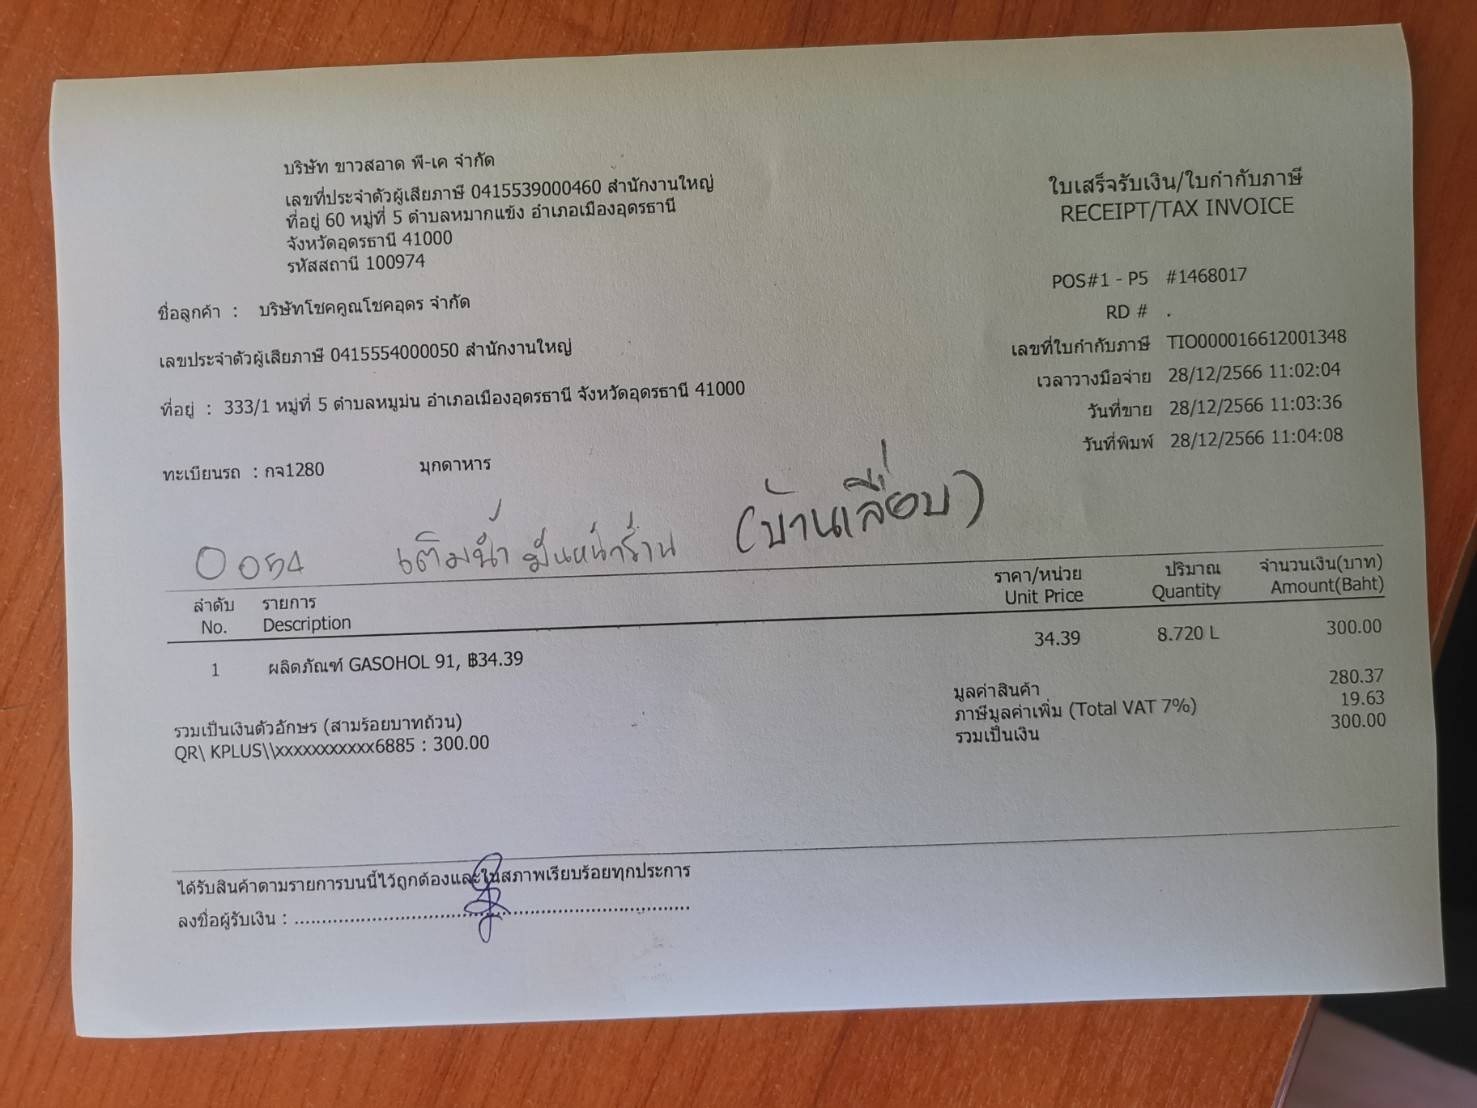 บริษัท ขาวสอาด พี-เค จำกัด
เลขที่ประจำตัวผู้เสียภาษี 0415539000460 สำนักงานใหญ่
ที่อยู่ 60 หมู่ที่ 5 ตำบลหมากแข้ง อำเภอเมืองอุดรธานี
จังหวัดอุดรธานี 41000
รหัสสถานี 100974
ใบเสร็จรับเงิน/ใบกำกับภาษี
RECEIPT/TAX INVOICE
POS#1 - P5 #1468017
RD # .
เลขที่ใบกำกับภาษี TIO000016612001348
เวลาวางมือจ่าย 28/12/2566 11:02:04
วันที่ขาย 28/12/2566 11:03:36
วันที่พิมพ์ 28/12/2566 11:04:08
ชื่อลูกค้า : บริษัทโชคคูณโชคอุดร จำกัด
เลขประจำตัวผู้เสียภาษี 0415554000050 สำนักงานใหญ่
ที่อยู่ : 333/1 หมู่ที่ 5 ตำบลหมูม่น อำเภอเมืองอุดรธานี จังหวัดอุดรธานี 41000
ทะเบียนรถ : กจ1280 มุกดาหาร
0054 เติมน้ำมันหน้าร้าน (บ้านเลื่อบ)
ลำดับ รายการ ราคา/หน่วย ปริมาณ จำนวนเงิน(บาท)
No. Description Unit Price Quantity Amount(Baht)
1 ผลิตภัณฑ์ GASOHOL 91, ฿34.39 34.39 8.720 L 300.00
มูลค่าสินค้า 280.37
ภาษีมูลค่าเพิ่ม (Total VAT 7%) 19.63
รวมเป็นเงิน 300.00
รวมเป็นเงินตัวอักษร (สามร้อยบาทถ้วน)
QR\ KPLUS\\xxxxxxxxxxx6885 : 300.00
ได้รับสินค้าตามรายการบนนี้ไว้ถูกต้องและในสภาพเรียบร้อยทุกประการ
ลงชื่อผู้รับเงิน :